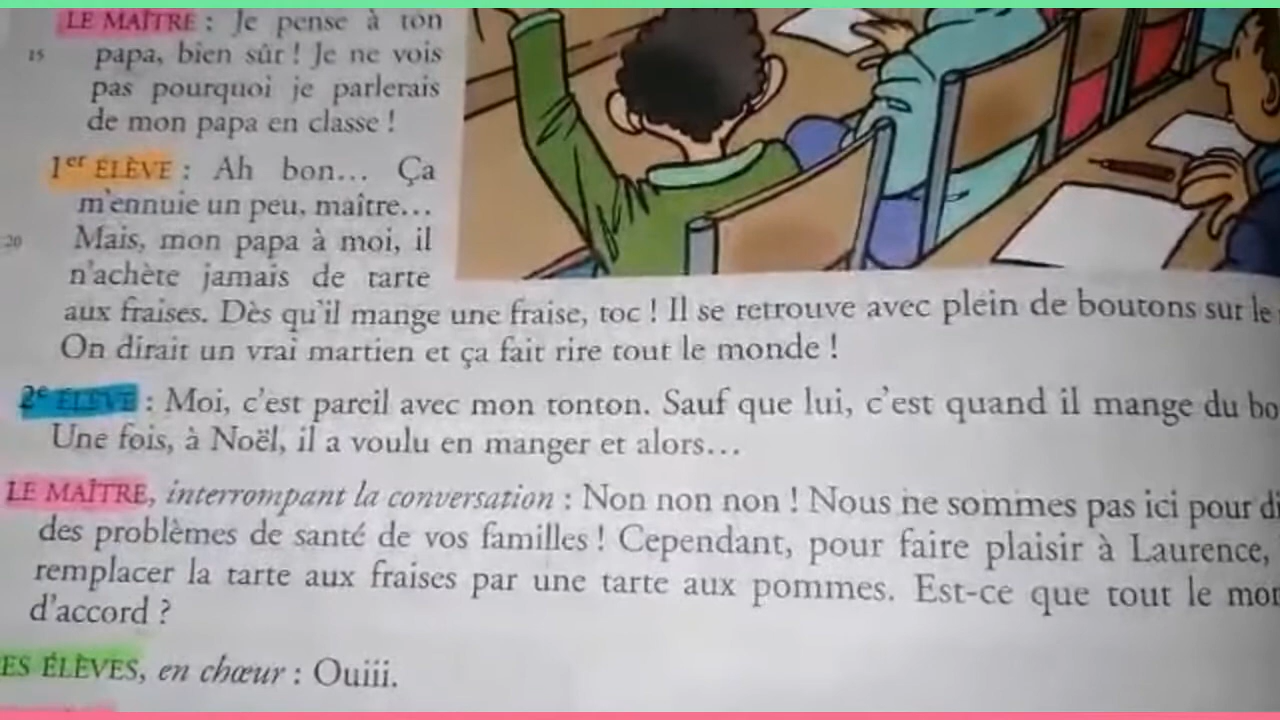 LE MAÎTRE : Je pense à ton
15 papa, bien sûr ! Je ne vois
pas pourquoi je parlerais
de mon papa en classe !
1er ÉLÈVE : Ah bon… Ça
m'ennuie un peu, maître…
20 Mais, mon papa à moi, il
n'achète jamais de tarte
aux fraises. Dès qu'il mange une fraise, toc ! Il se retrouve avec plein de boutons sur le
On dirait un vrai martien et ça fait rire tout le monde !
2e ÉLÈVE : Moi, c'est pareil avec mon tonton. Sauf que lui, c'est quand il mange du
Une fois, à Noël, il a voulu en manger et alors…
LE MAÎTRE, interrompant la conversation : Non non non ! Nous ne sommes pas ici pour
des problèmes de santé de vos familles ! Cependant, pour faire plaisir à Laurence,
remplacer la tarte aux fraises par une tarte aux pommes. Est-ce que tout le
d'accord ?
ES ÉLÈVES, en chœur : Ouiii.